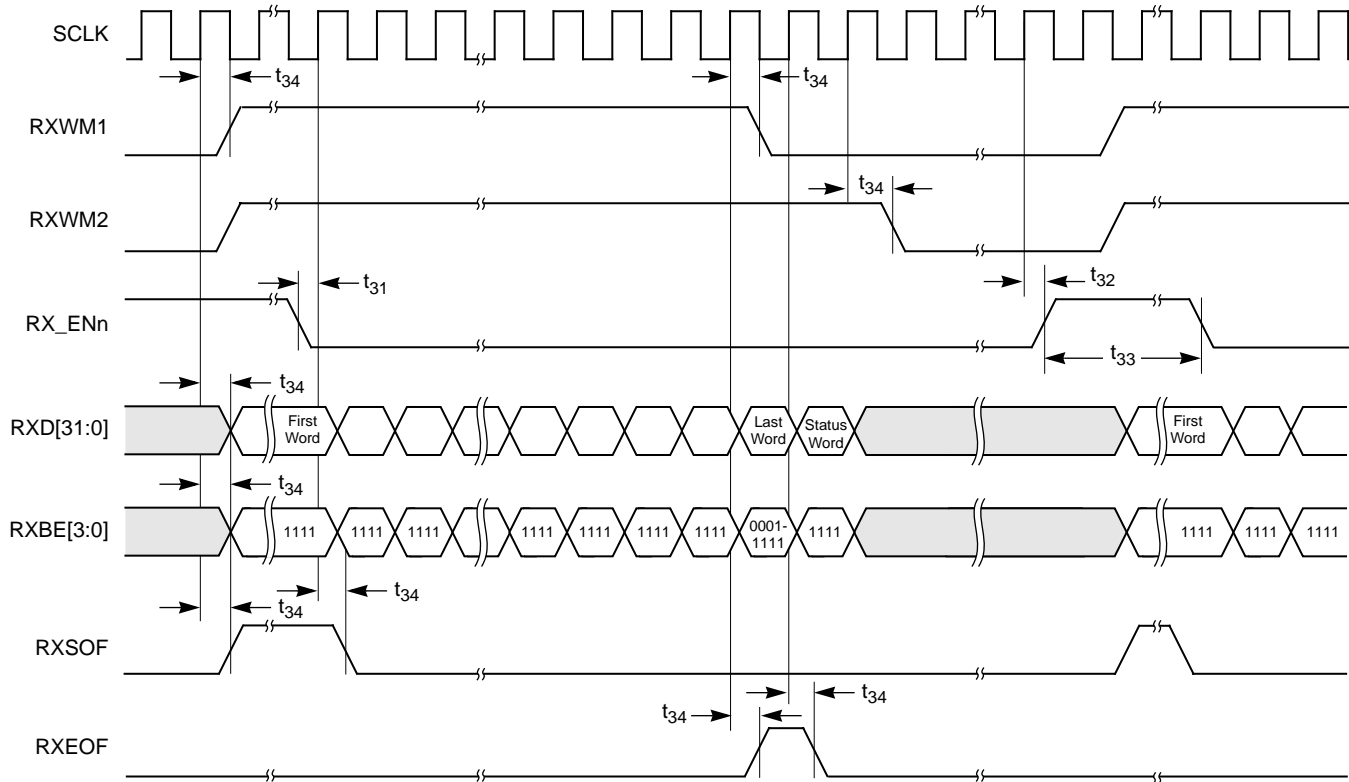 SCLK
t34
t34
RXWM1
t34
RXWM2
t31
t32
RX_ENn
t33
t34
RXD[31:0]
First
Word
Last
Word
Status
Word
First
Word
t34
RXBE[3:0]
1111
1111
1111
1111
1111
1111
1111
0001-
1111
1111
1111
1111
1111
t34
t34
RXSOF
t34
t34
RXEOF